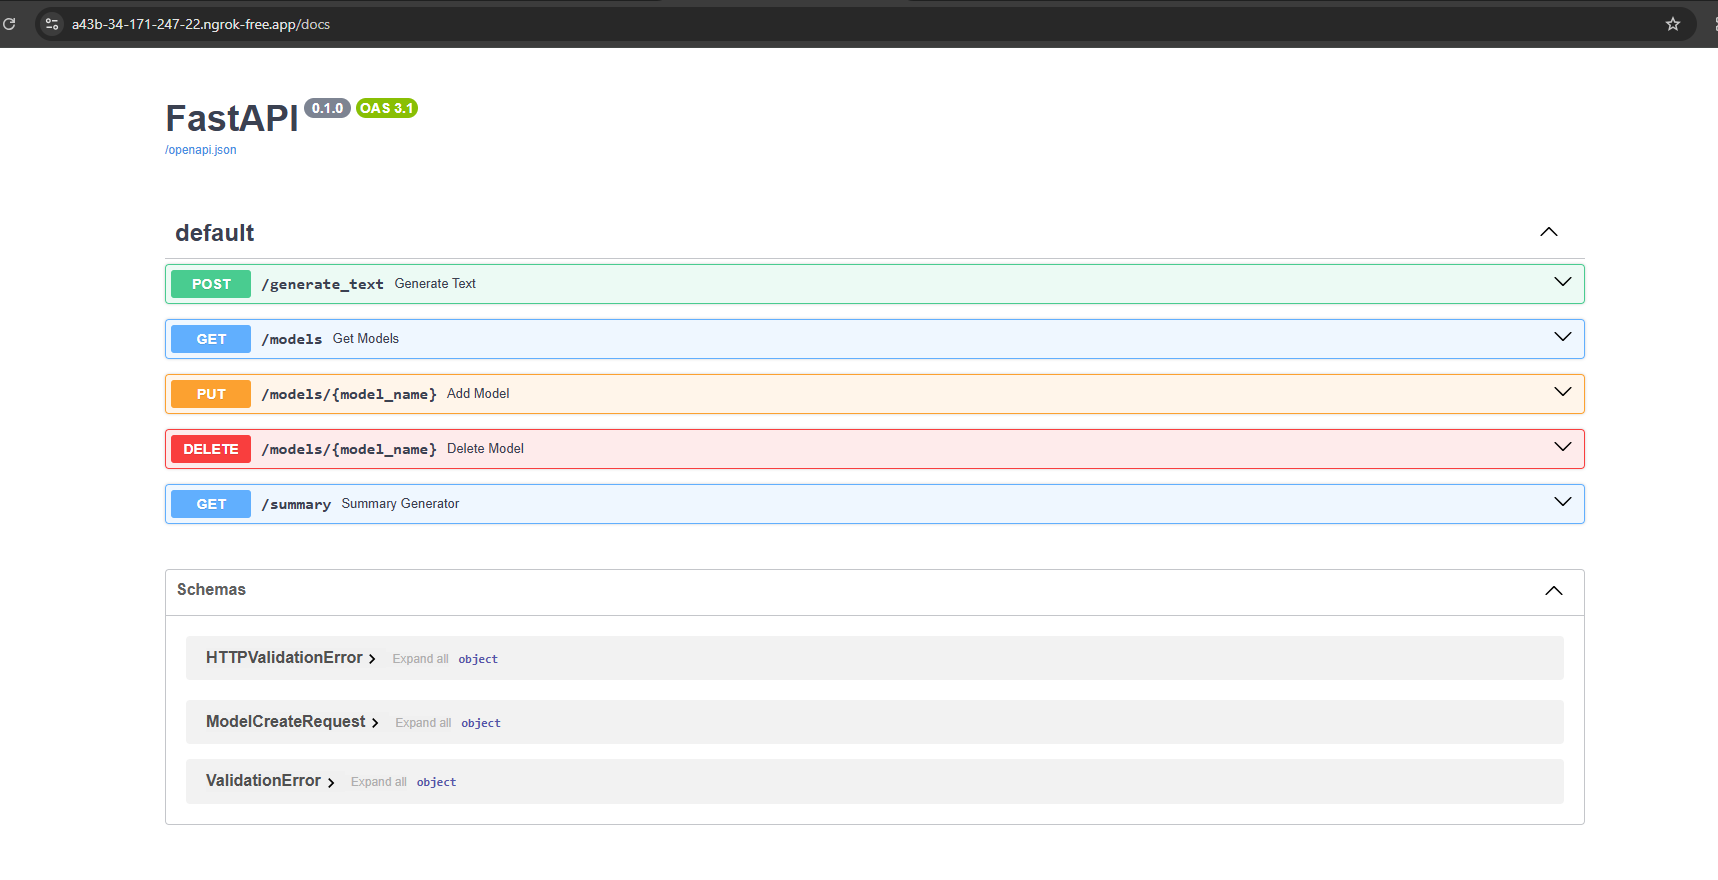 a43b-34-171-247-22.ngrok-free.app/docs
FastAPI 0.1.0 OAS 3.1
/openapi.json
default
POST /generate_text Generate Text
GET /models Get Models
PUT /models/{model_name} Add Model
DELETE /models/{model_name} Delete Model
GET /summary Summary Generator
Schemas
HTTPValidationError Expand all object
ModelCreateRequest Expand all object
ValidationError Expand all object